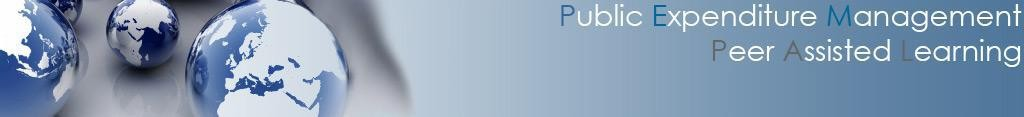 Public Expenditure Management
Peer Assisted Learning